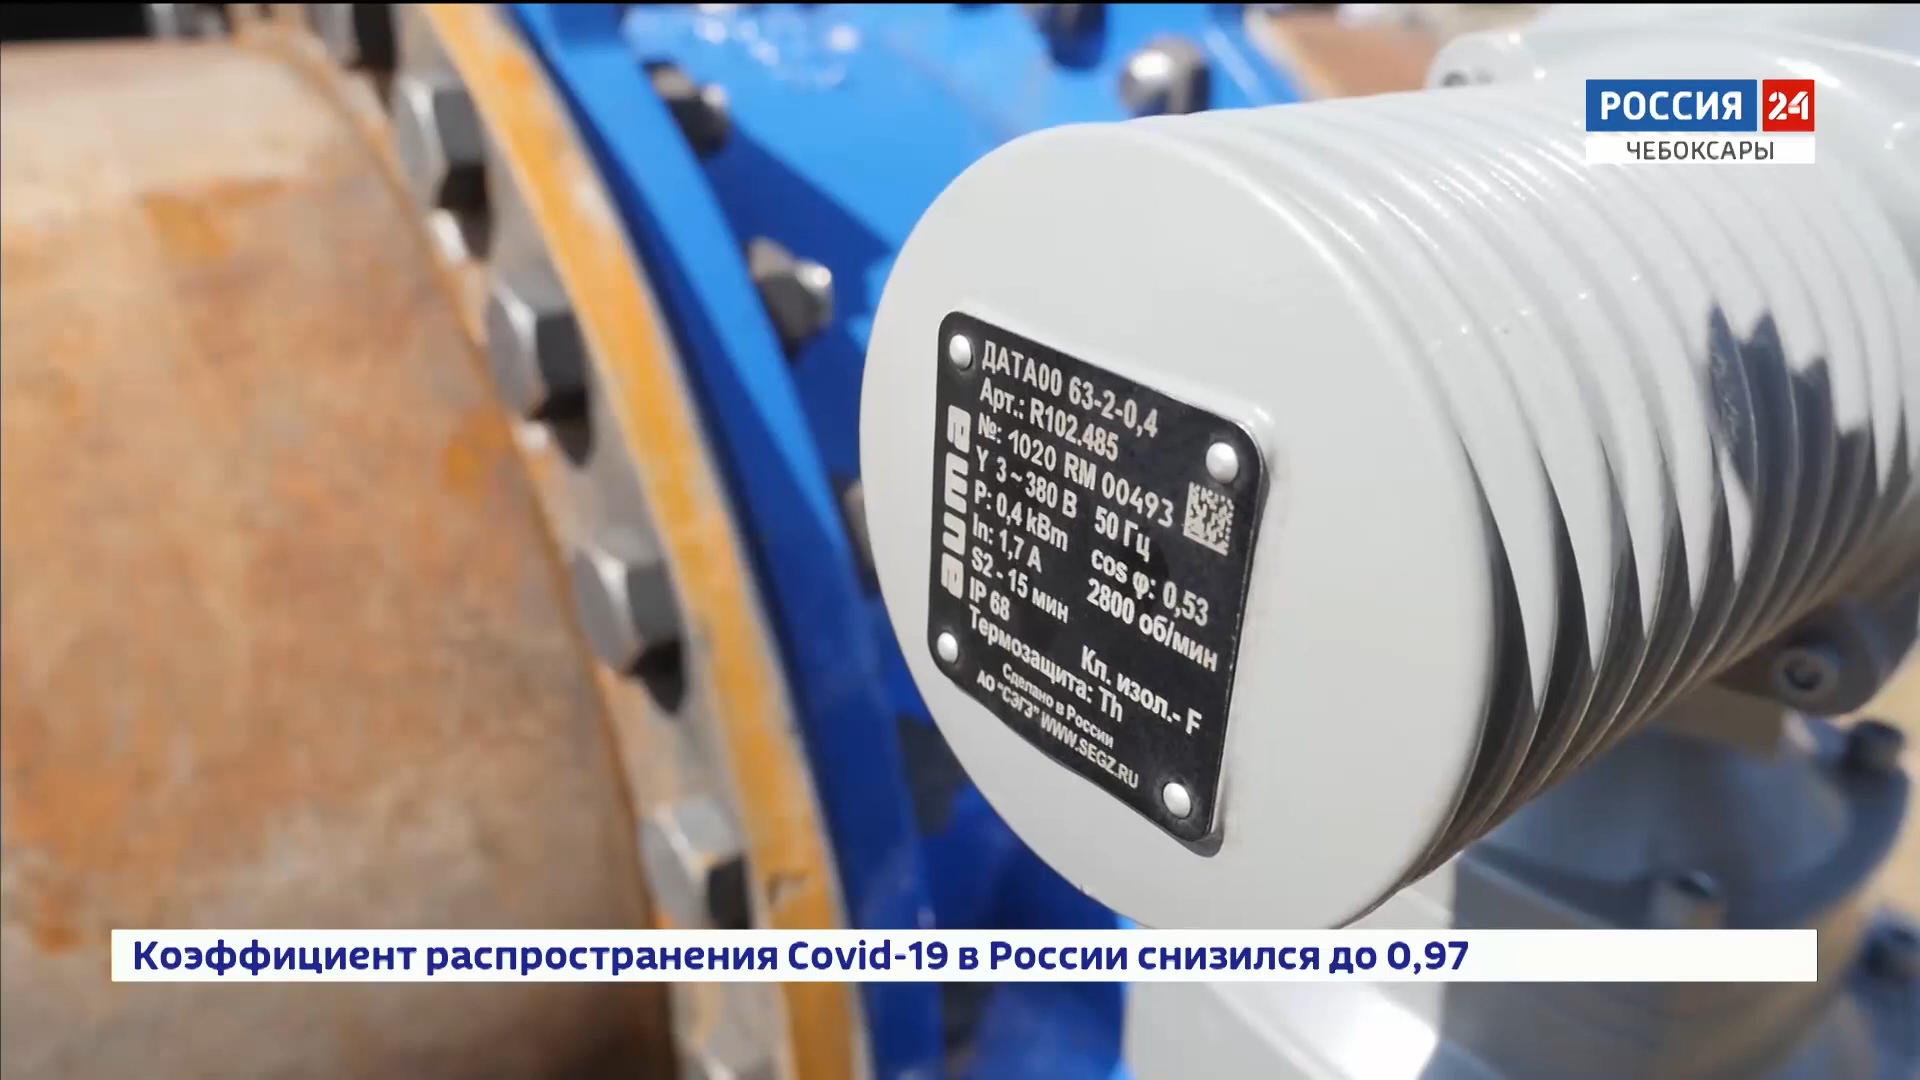 РОССИЯ 24
ЧЕБОКСАРЫ
auma
ДАТА00 63-2-0,4
Арт.: R102.485
№: 1020 RM 00493
Y 3 ~ 380 В 50 Гц
P: 0,4 kBm cos φ: 0,53
In: 1,7 A 2800 об/мин
S2 - 15 мин
IP 68 Кл. изол.- F
Термозащита: Th
Сделано в России
АО "СЭГЗ" WWW.SEGZ.RU
Коэффициент распространения Covid-19 в России снизился до 0,97